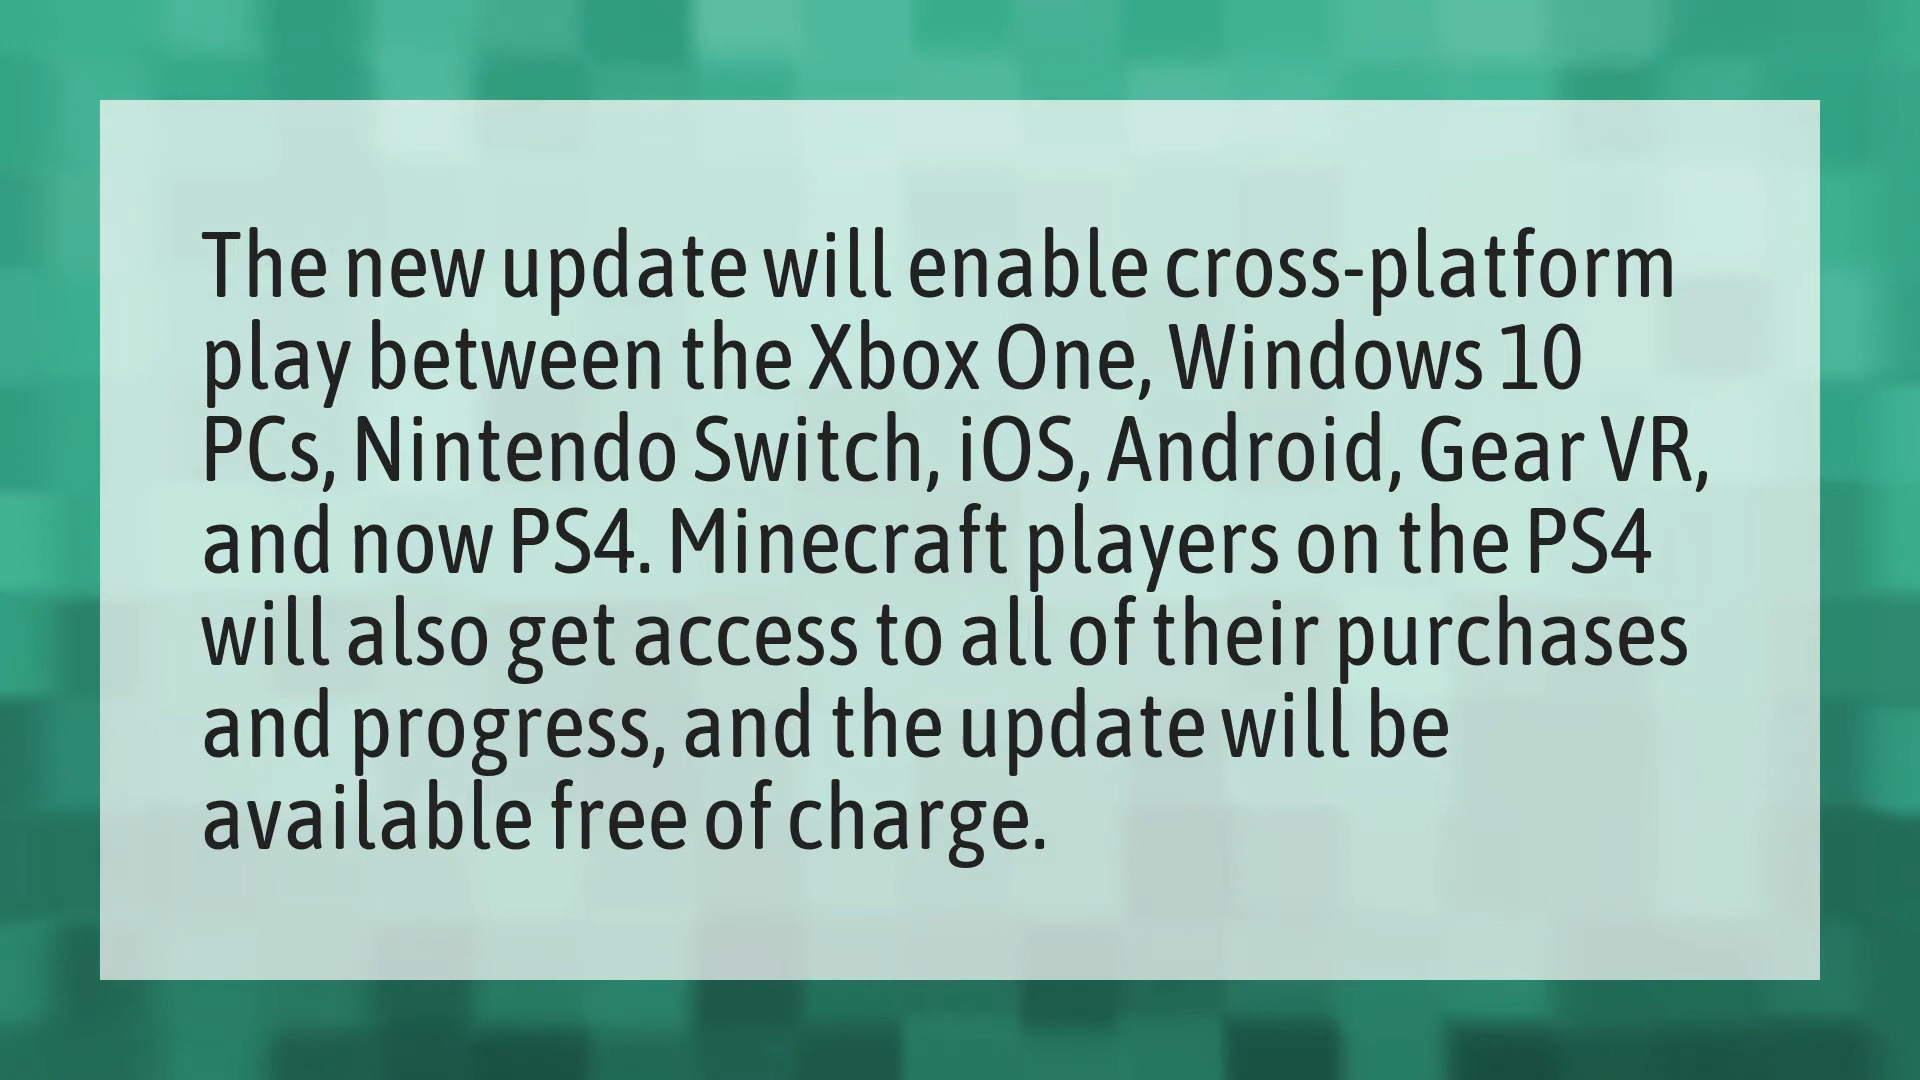 The new update will enable cross-platform
play between the Xbox One, Windows 10
PCs, Nintendo Switch, iOS, Android, Gear VR,
and now PS4. Minecraft players on the PS4
will also get access to all of their purchases
and progress, and the update will be
available free of charge.